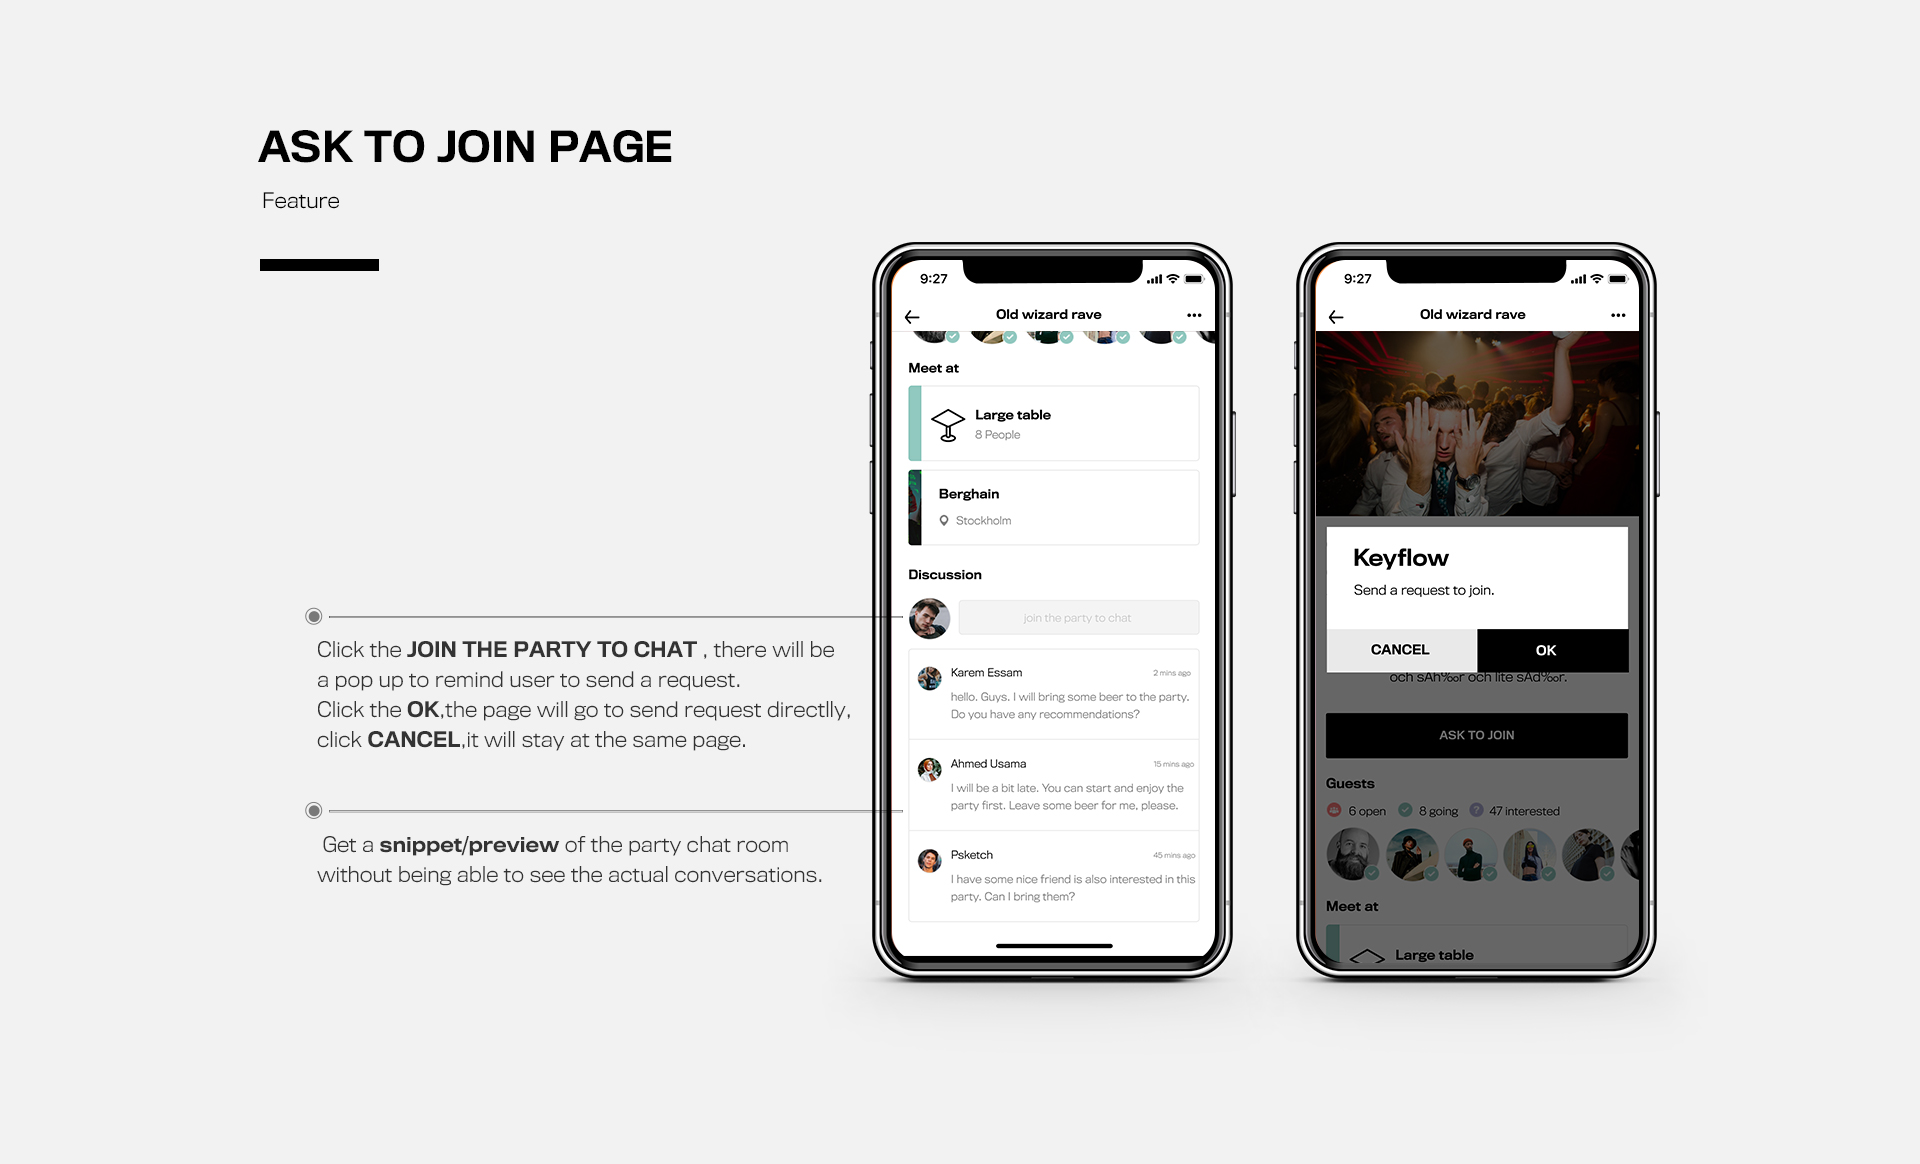 ASK TO JOIN PAGE
Feature
Click the JOIN THE PARTY TO CHAT , there will be
a pop up to remind user to send a request.
Click the OK,the page will go to send request directlly,
click CANCEL,it will stay at the same page.
Get a snippet/preview of the party chat room
without being able to see the actual conversations.
9:27
Old wizard rave
Meet at
Large table
8 People
Berghain
Stockholm
Discussion
join the party to chat
Karem Essam 2 mins ago
hello. Guys. I will bring some beer to the party.
Do you have any recommendations?
Ahmed Usama 15 mins ago
I will be a bit late. You can start and enjoy the
party first. Leave some beer for me, please.
Psketch 45 mins ago
I have some nice friend is also interested in this
party. Can I bring them?
9:27
Old wizard rave
Keyflow
Send a request to join.
CANCEL OK
och sAh‰r och lite sAd‰r.
ASK TO JOIN
Guests
6 open 8 going ? 47 interested
Meet at
Large table